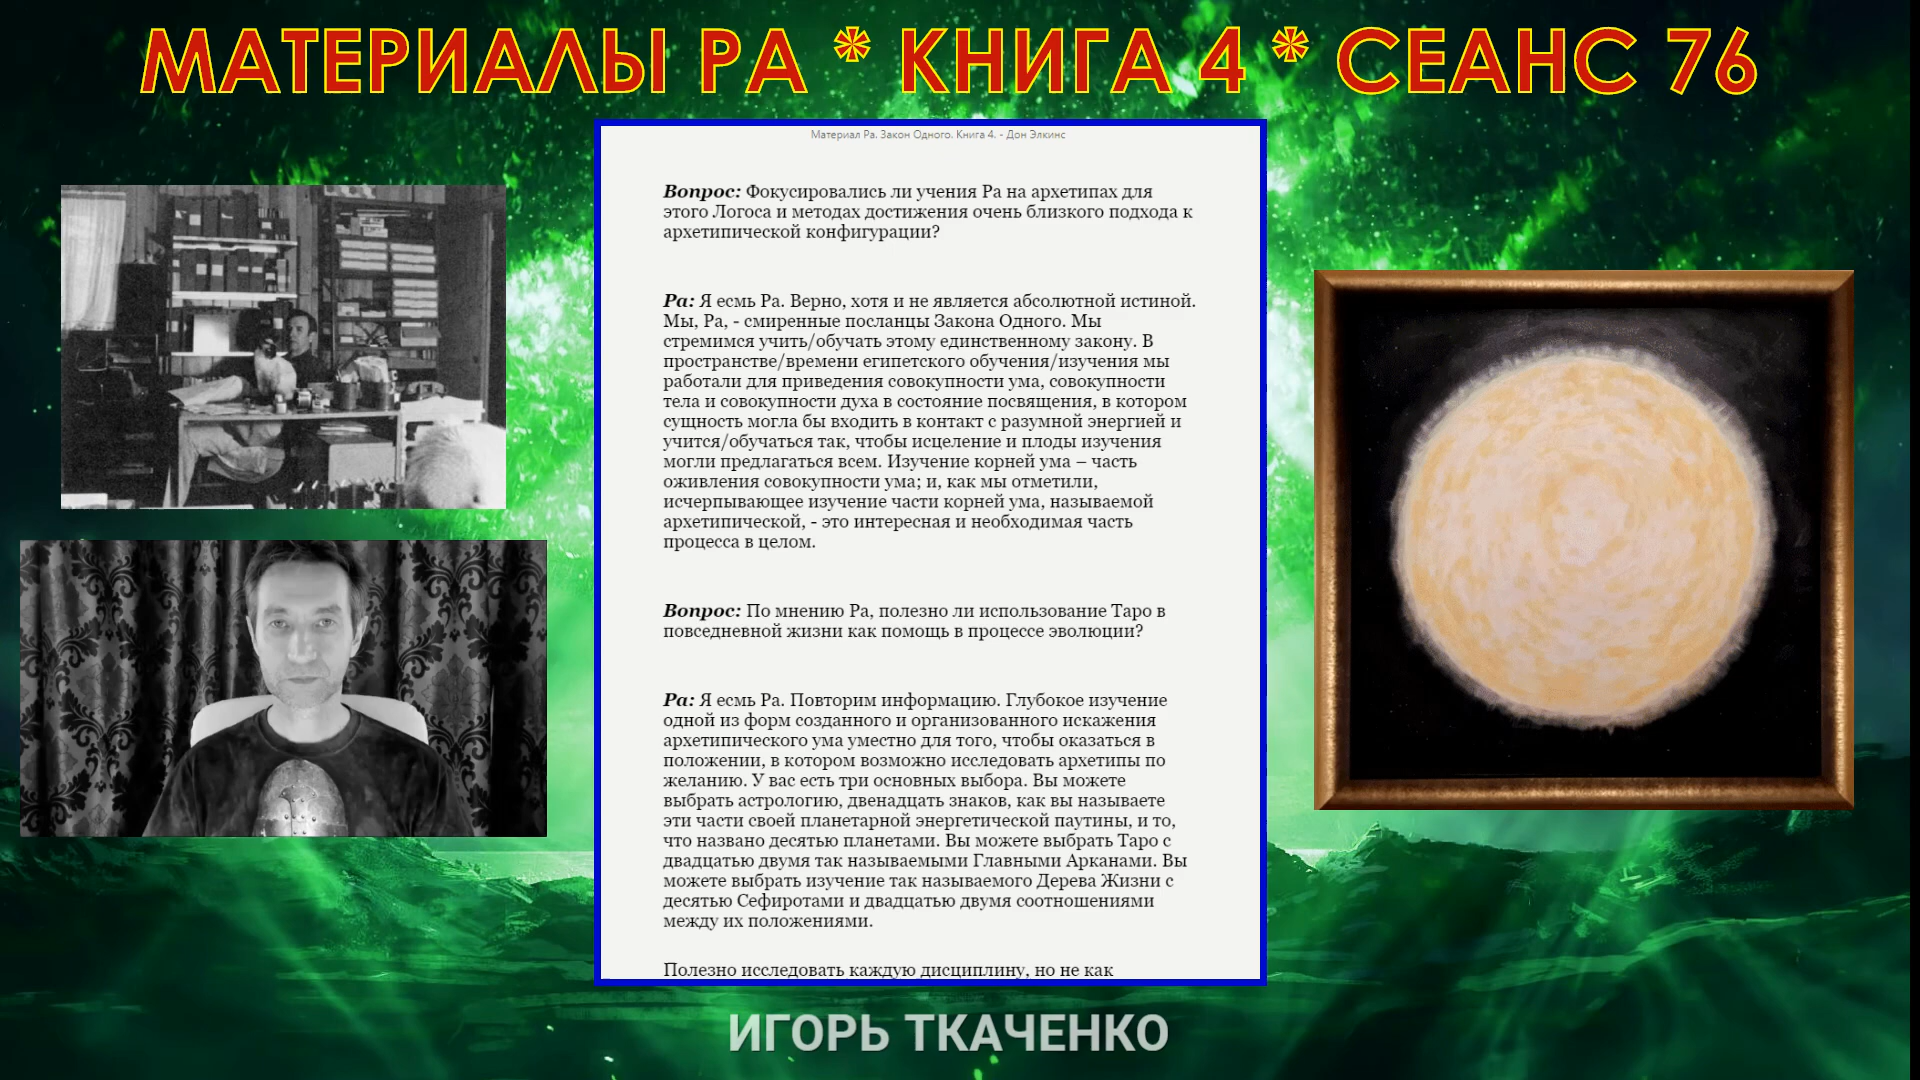 МАТЕРИАЛЫ РА * КНИГА 4 * СЕАНС 76
Материал Ра. Закон Одного. Книга 4. - Дон Элкинс
Вопрос: Фокусировались ли учения Ра на архетипах для
этого Логоса и методах достижения очень близкого подхода к
архетипической конфигурации?
Ра: Я есмь Ра. Верно, хотя и не является абсолютной истиной.
Мы, Ра, - смиренные посланцы Закона Одного. Мы
стремимся учить/обучать этому единственному закону. В
пространстве/времени египетского обучения/изучения мы
работали для приведения совокупности ума, совокупности
тела и совокупности духа в состояние посвящения, в котором
сущность могла бы входить в контакт с разумной энергией и
учится/обучаться так, чтобы исцеление и плоды изучения
могли предлагаться всем. Изучение корней ума – часть
оживления совокупности ума; и, как мы отметили,
исчерпывающее изучение части корней ума, называемой
архетипической, - это интересная и необходимая часть
процесса в целом.
Вопрос: По мнению Ра, полезно ли использование Таро в
повседневной жизни как помощь в процессе эволюции?
Ра: Я есмь Ра. Повторим информацию. Глубокое изучение
одной из форм созданного и организованного искажения
архетипического ума уместно для того, чтобы оказаться в
положении, в котором возможно исследовать архетипы по
желанию. У вас есть три основных выбора. Вы можете
выбрать астрологию, двенадцать знаков, как вы называете
эти части своей планетарной энергетической паутины, и то,
что названо десятью планетами. Вы можете выбрать Таро с
двадцатью двумя так называемыми Главными Арканами. Вы
можете выбрать изучение так называемого Дерева Жизни с
десятью Сефиротами и двадцатью двумя соотношениями
между их положениями.
Полезно исследовать каждую дисциплину, но не как
ИГОРЬ ТКАЧЕНКО